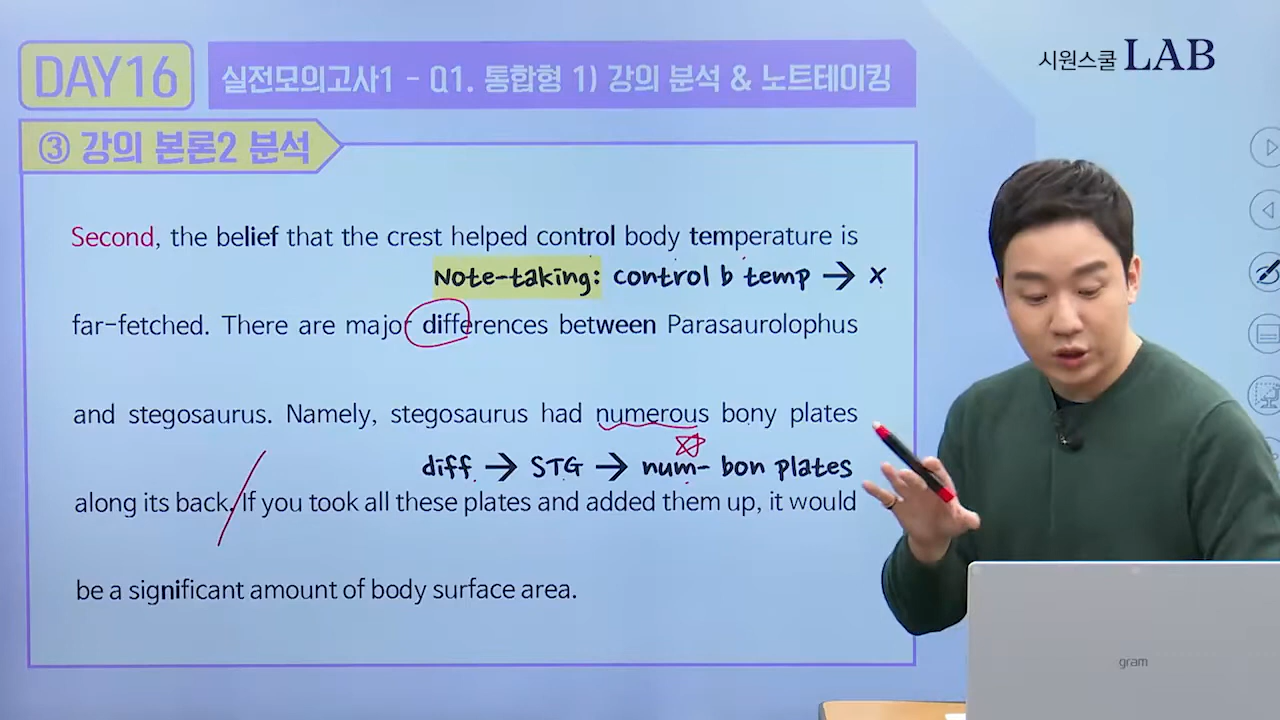 시원스쿨 LAB
DAY16
실전모의고사1 - Q1. 통합형 1) 강의 분석 & 노트테이킹
③ 강의 본론2 분석
Second, the belief that the crest helped control body temperature is
Note-taking: control b temp → x
far-fetched. There are major differences between Parasaurolophus
and stegosaurus. Namely, stegosaurus had numerous bony plates
diff → STG → num- bon plates
along its back. If you took all these plates and added them up, it would
be a significant amount of body surface area.
gram